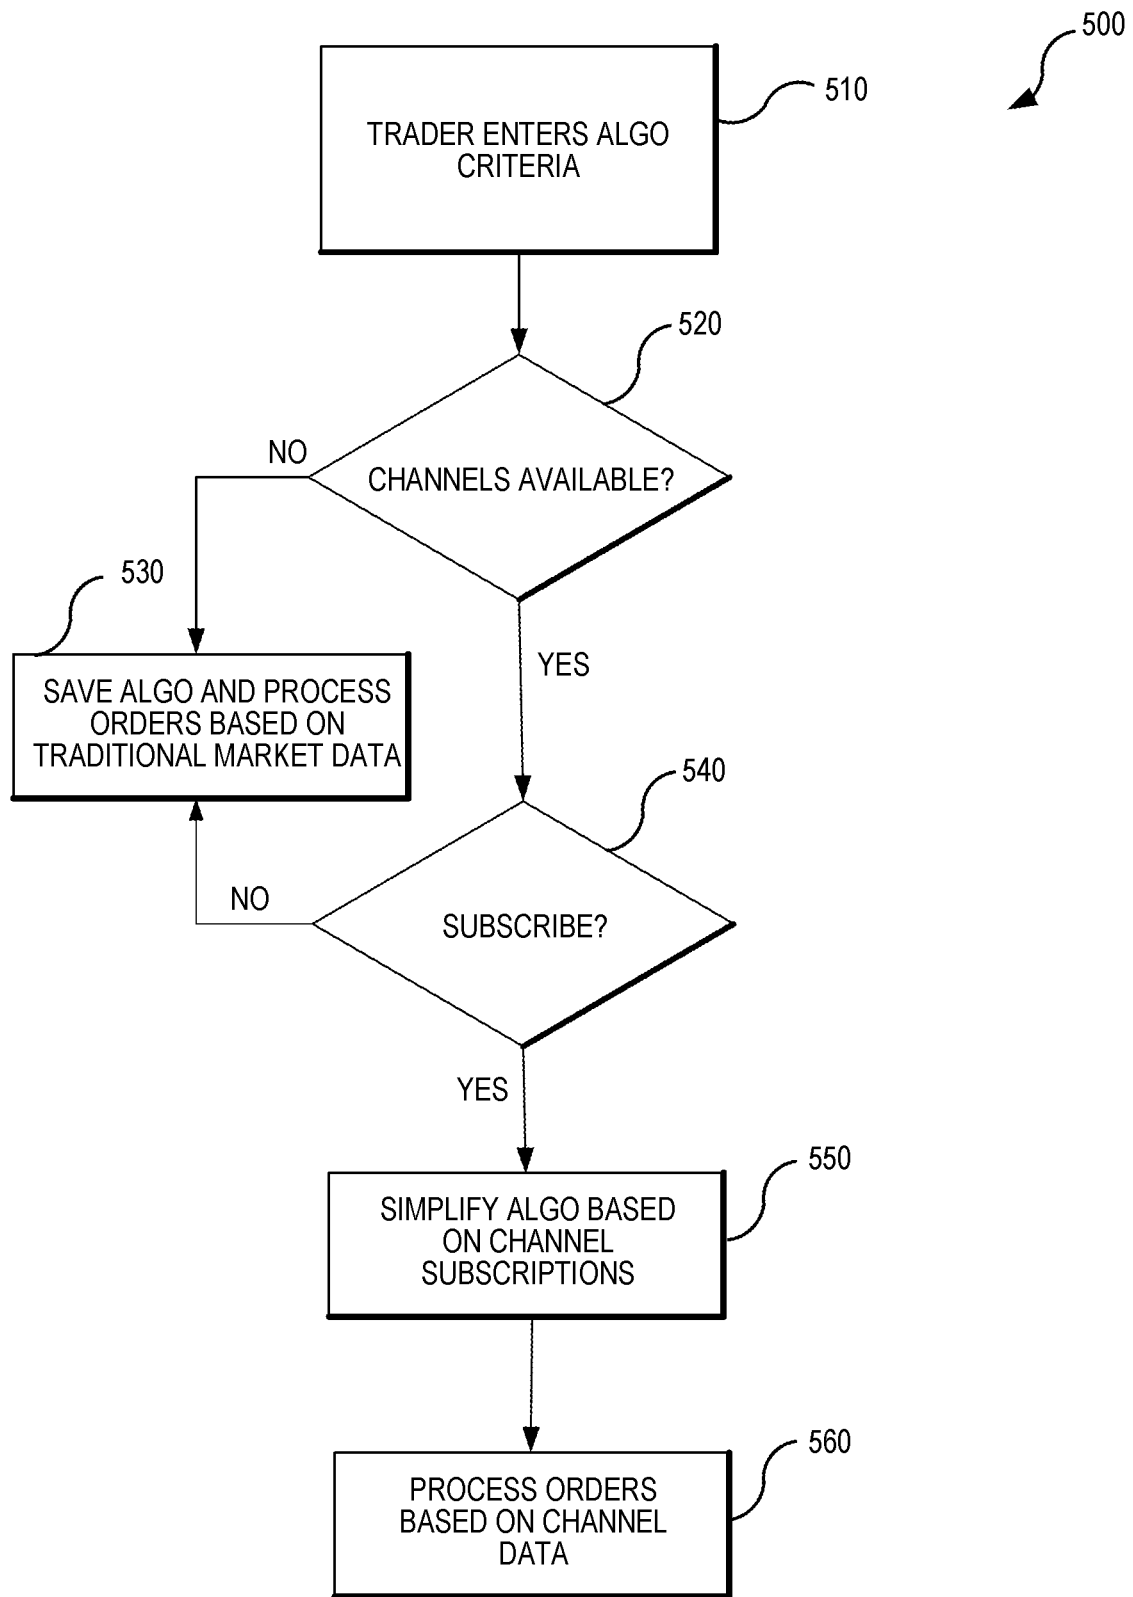 500
510
TRADER ENTERS ALGO
CRITERIA
520
CHANNELS AVAILABLE?
NO
YES
530
SAVE ALGO AND PROCESS
ORDERS BASED ON
TRADITIONAL MARKET DATA
540
SUBSCRIBE?
NO
YES
550
SIMPLIFY ALGO BASED
ON CHANNEL
SUBSCRIPTIONS
560
PROCESS ORDERS
BASED ON CHANNEL
DATA